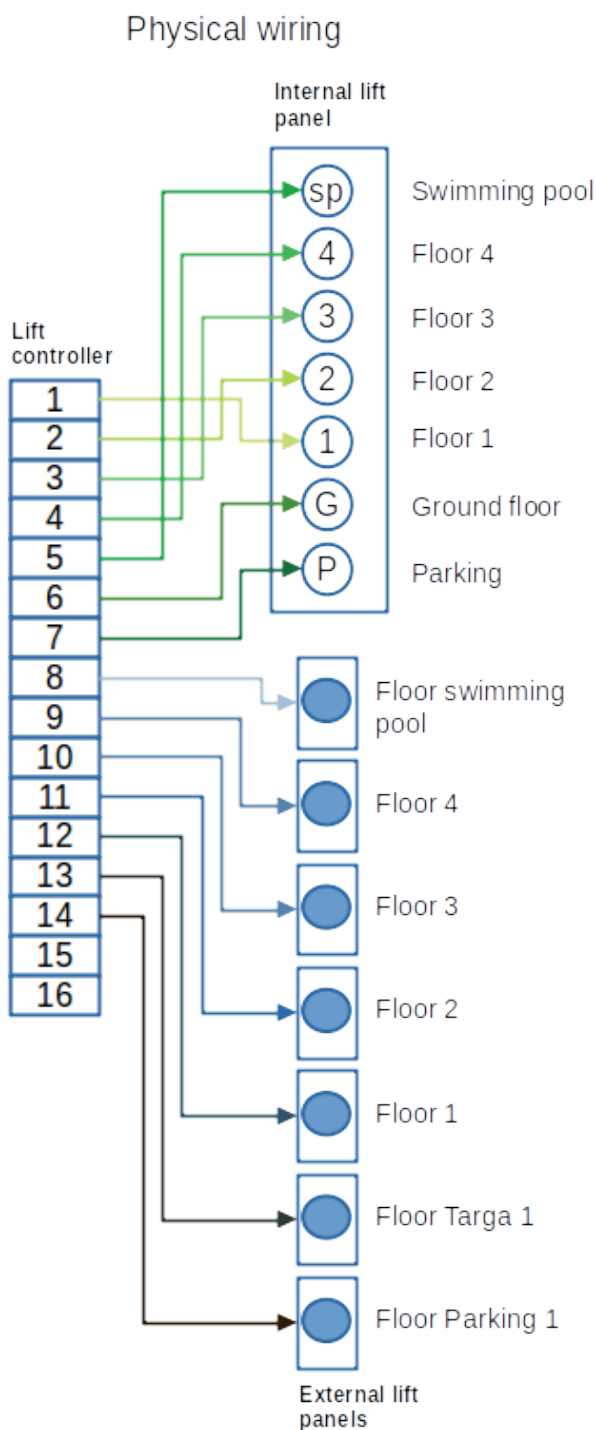 Physical wiring
Internal lift
panel
sp Swimming pool
4 Floor 4
3 Floor 3
2 Floor 2
1 Floor 1
G Ground floor
P Parking
Lift
controller
1
2
3
4
5
6
7
8
9
10
11
12
13
14
15
16
Floor swimming
pool
Floor 4
Floor 3
Floor 2
Floor 1
Floor Targa 1
Floor Parking 1
External lift
panels